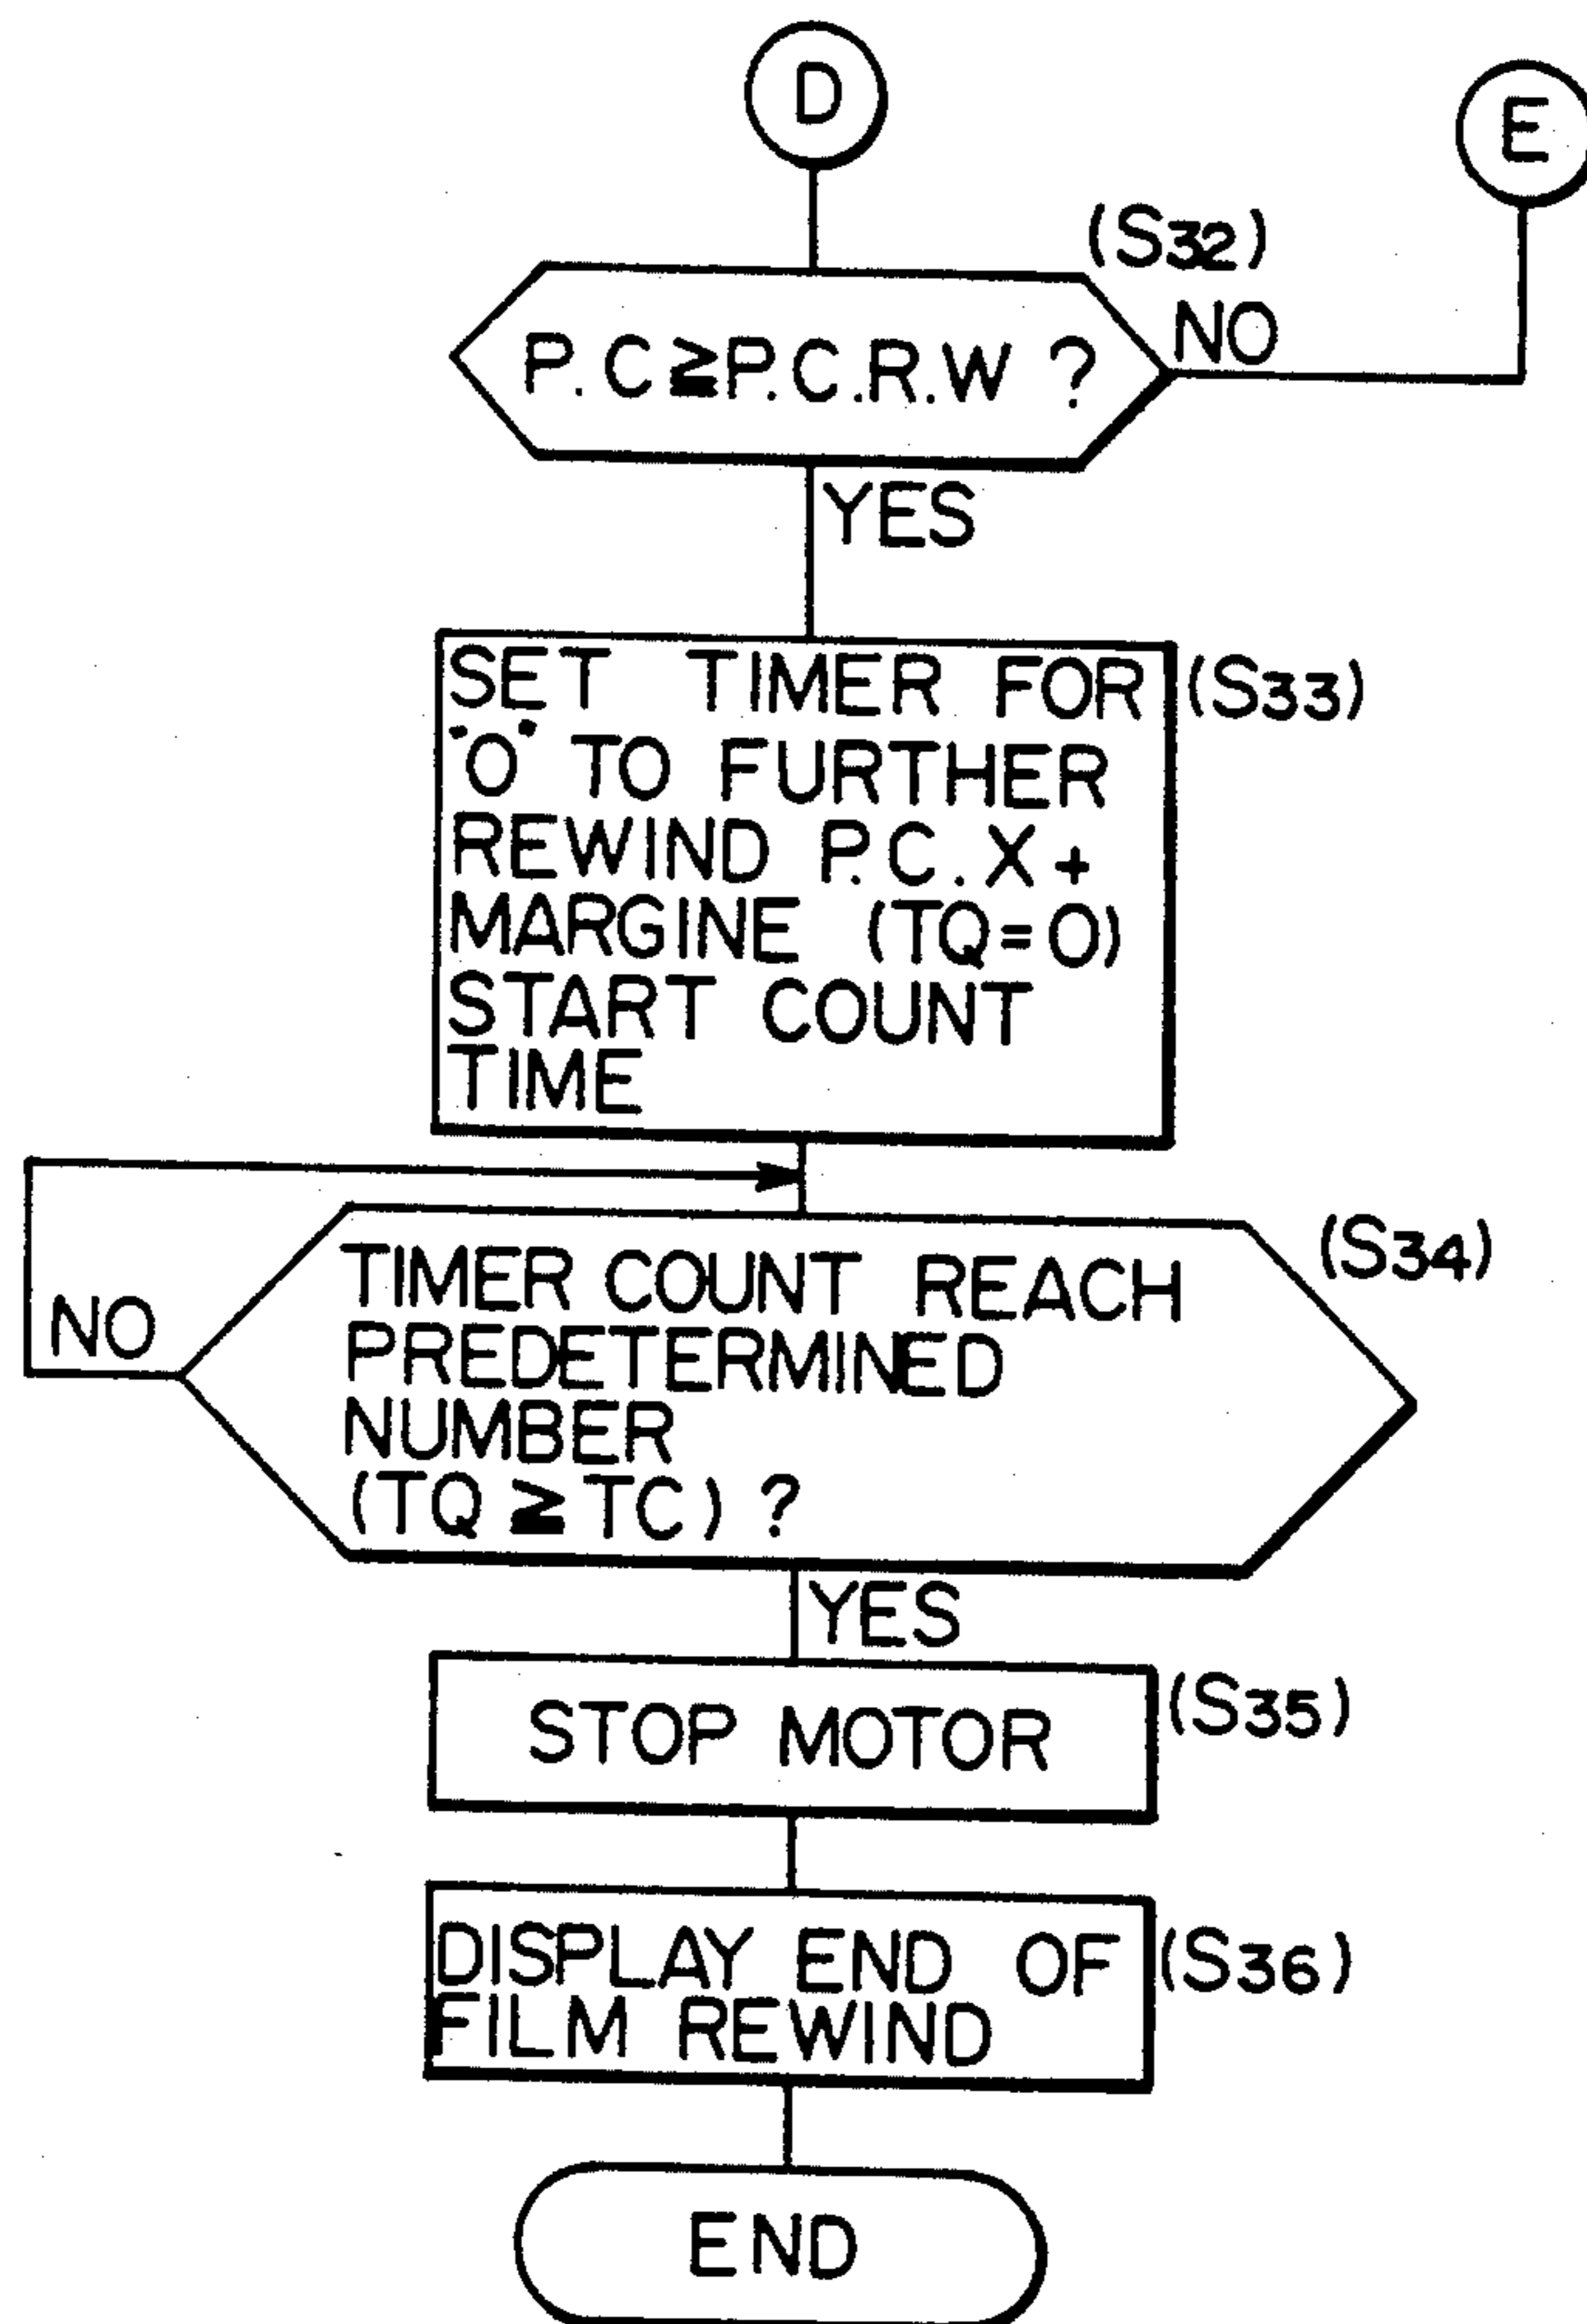 D
E
(S32)
P.C≧P.C.R.W ?
NO
YES
SET TIMER FOR
"O" TO FURTHER
REWIND P.C.X+
MARGINE (TQ=O)
START COUNT
TIME
(S33)
TIMER COUNT REACH
PREDETERMINED
NUMBER
(TQ≧TC)?
(S34)
NO
YES
STOP MOTOR
(S35)
DISPLAY END OF
FILM REWIND
(S36)
END